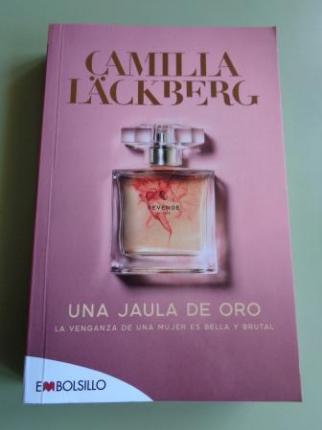 CAMILLA
LÄCKBERG
REVENGE
UNA JAULA DE ORO
LA VENGANZA DE UNA MUJER ES BELLA Y BRUTAL
EMBOLSILLO